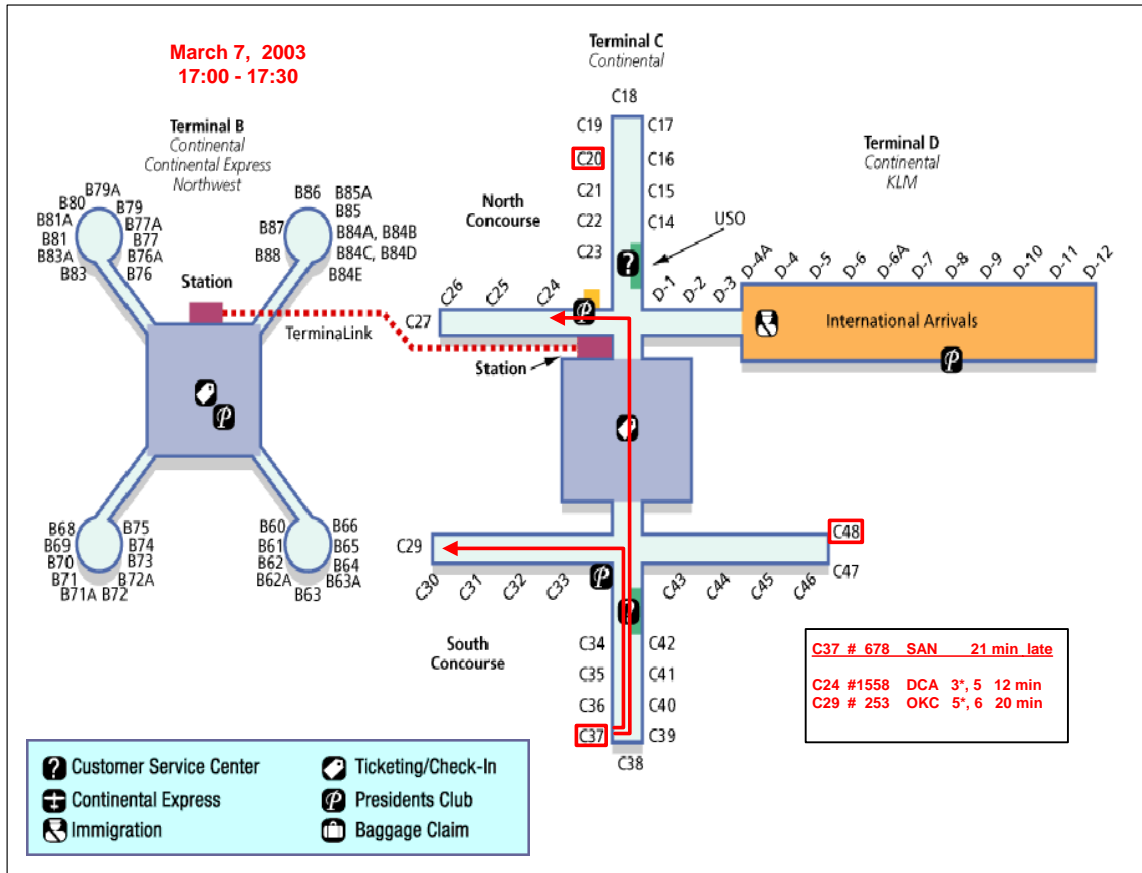 March 7, 2003
17:00 - 17:30
Terminal B
Continental
Continental Express
Northwest
B79A
B80
B79
B81A
B77A
B81
B77
B83A
B76A
B83
B76
B86
B85A
B85
B87
B84A, B84B
B88
B84C, B84D
B84E
Station
TerminaLink
B68
B75
B69
B74
B70
B73
B71
B72A
B71A
B72
B60
B66
B61
B65
B62
B64
B62A
B63A
B63
Terminal C
Continental
C18
C19
C17
C20
C16
C21
C15
C22
C14
C23
North
Concourse
USO
?
C26
C25
C24
C27
P
Station
D-1
D-2
D-3
Terminal D
Continental
KLM
D-4A
D-4
D-5
D-6
D-6A
D-7
D-8
D-9
D-10
D-11
D-12
International Arrivals
P
P
C29
C30
C31
C32
C33
P
C48
C47
C43
C44
C45
C46
?
South
Concourse
C34
C42
C35
C41
C36
C40
C37
C39
C38
C37 # 678 SAN 21 min late
C24 #1558 DCA 3*, 5 12 min
C29 # 253 OKC 5*, 6 20 min
? Customer Service Center
Ticketing/Check-In
Continental Express
P Presidents Club
Immigration
Baggage Claim